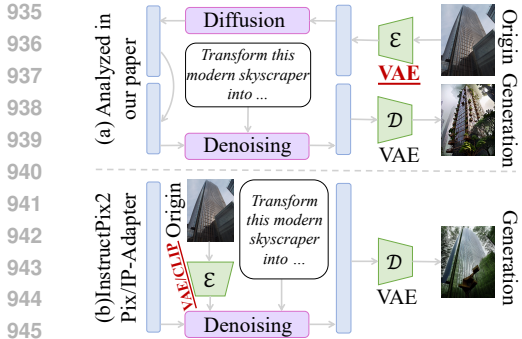 935
936
937
938
939
940
941
942
943
944
945
(a) Analyzed in
our paper
Diffusion
Transform this
modern skyscraper
into ...
Denoising
ℰ
VAE
𝒟
VAE
Origin
Generation
(b)InstructPix2
Pix/IP-Adapter
Origin
VAE/CLIP
ℰ
Transform
this modern
skyscraper
into ...
Denoising
𝒟
VAE
Generation